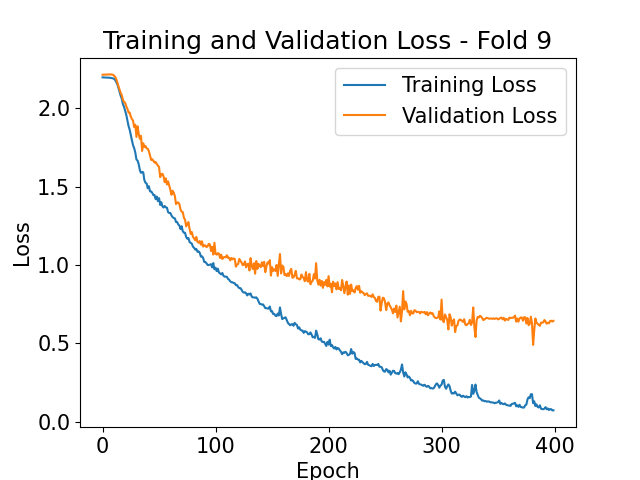 Training and Validation Loss - Fold 9
Training Loss
Validation Loss
Loss
2.0
1.5
1.0
0.5
0.0
0 100 200 300 400
Epoch